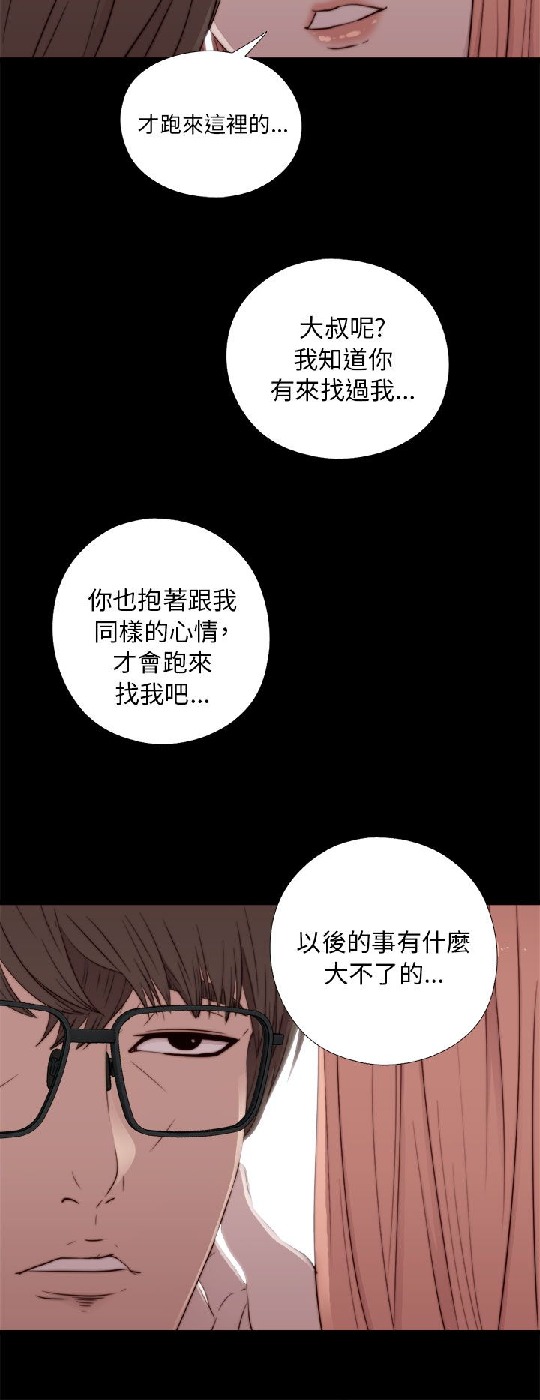 才跑來這裡的...
大叔呢?
我知道你
有來找過我...
你也抱著跟我
同樣的心情,
才會跑來
找我吧...
以後的事有什麼
大不了的...